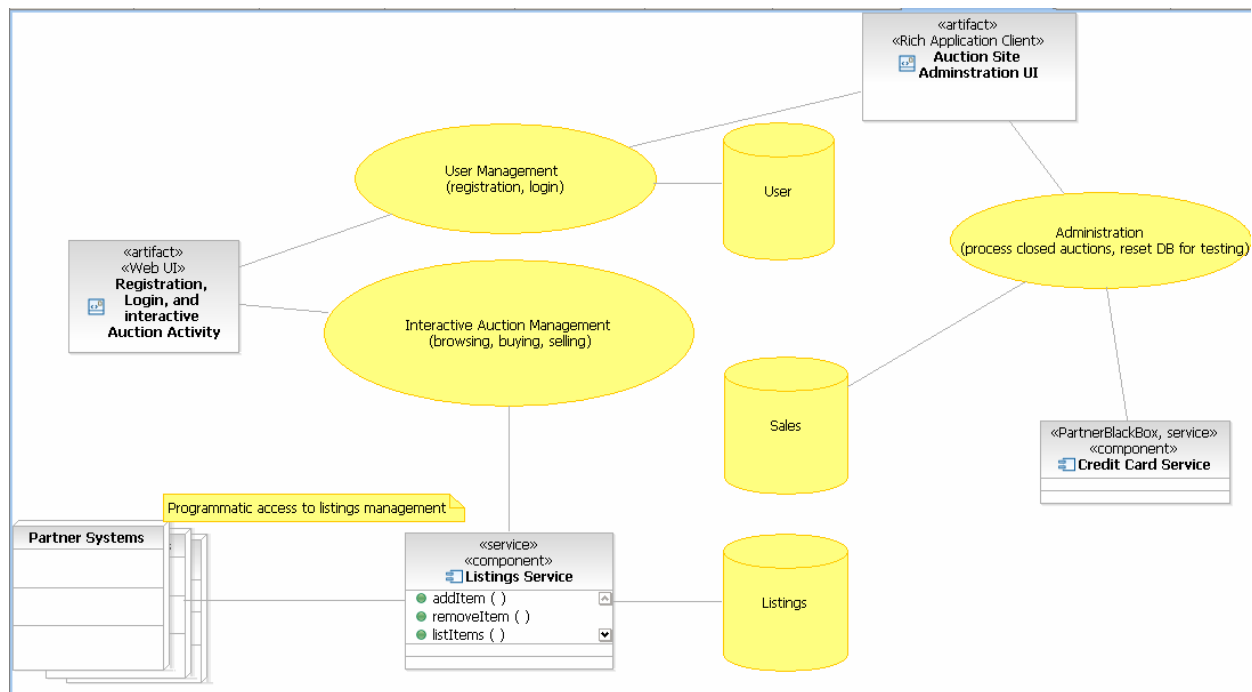 «artifact»
«Rich Application Client»
Auction Site
Adminstration UI
User Management
(registration, login)
User
Administration
(process closed auctions, reset DB for testing)
«artifact»
«Web UI»
Registration,
Login, and
interactive
Auction Activity
Interactive Auction Management
(browsing, buying, selling)
Sales
«PartnerBlackBox, service»
«component»
Credit Card Service
Programmatic access to listings management
Partner Systems
s
«service»
«component»
Listings Service
addItem ( )
removeItem ( )
listItems ( )
Listings